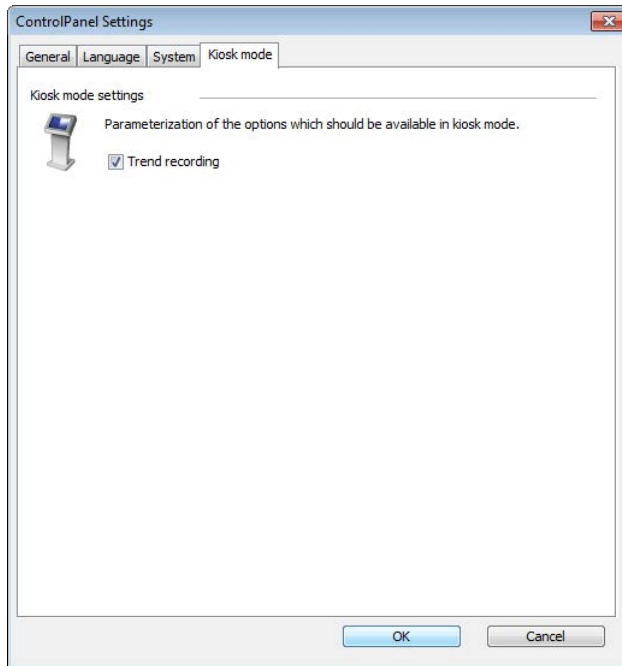 ControlPanel Settings
General Language System Kiosk mode
Kiosk mode settings
Parameterization of the options which should be available in kiosk mode.
Trend recording
OK Cancel